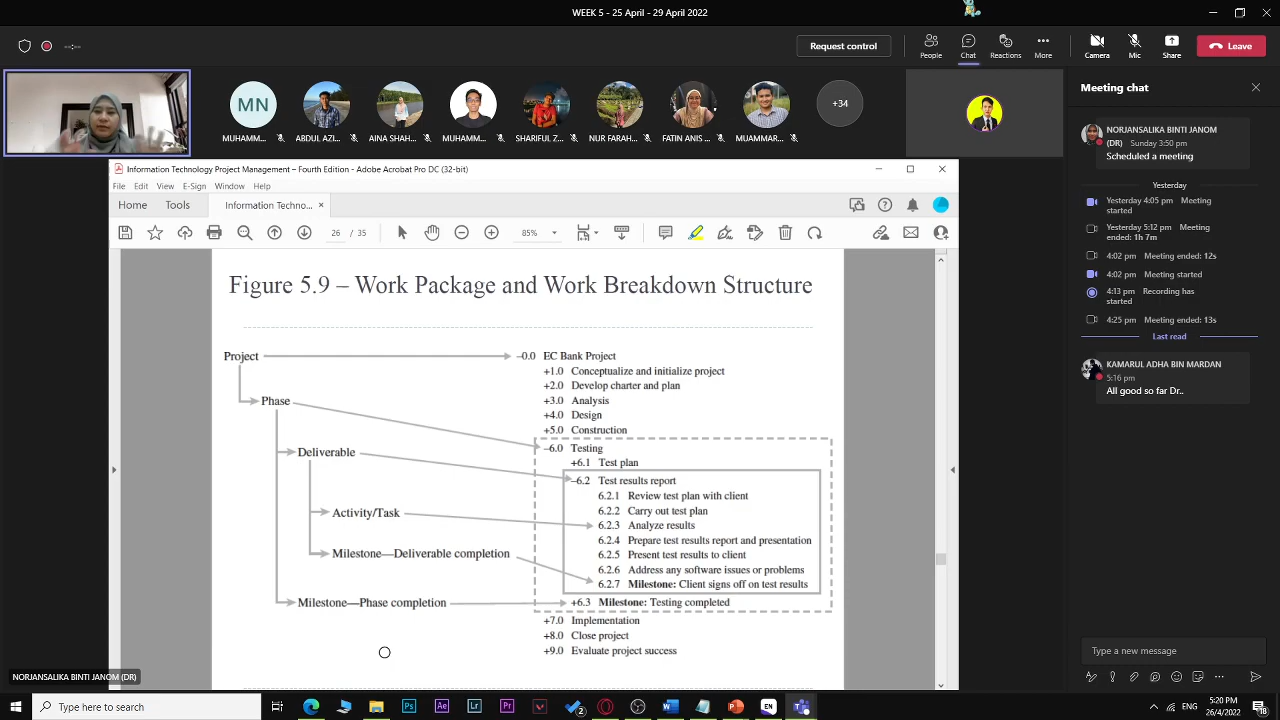 WEEK 5 - 25 April - 29 April 2022
--:--
Request control
People
Chat
Reactions
More
Camera
Mic
Share
Leave
MN
MUHAMM...
ABDUL AZI...
AINA SHAH...
MUHAMM...
SHARIFUL Z...
NUR FARAH...
FATIN ANIS ...
MUAMMAR...
+34
Meeting chat
NORJANSALIKA BINTI JANOM
(DR) Sunday 3:50 pm
Scheduled a meeting
Yesterday
Yesterday 4:05 pm Meeting
started
Yesterday 5:12 pm Meeting
ended: 1h 7m
4:02 pm Meeting ended: 12s
4:02 pm Meeting started
4:13 pm Recording has
started
4:25 pm Meeting ended: 13s
Last read
KAMARUL ADHA BIN MARDAN
5:16 pm
All good so far Dr..
Type a new message
Information Technology Project Management – Fourth Edition - Adobe Acrobat Pro DC (32-bit)
File Edit View E-Sign Window Help
Home Tools Information Techno... ×
26 / 35
85%
Figure 5.9 – Work Package and Work Breakdown Structure
Project
Phase
Deliverable
Activity/Task
Milestone—Deliverable completion
Milestone—Phase completion
–0.0 EC Bank Project
+1.0 Conceptualize and initialize project
+2.0 Develop charter and plan
+3.0 Analysis
+4.0 Design
+5.0 Construction
–6.0 Testing
+6.1 Test plan
–6.2 Test results report
6.2.1 Review test plan with client
6.2.2 Carry out test plan
6.2.3 Analyze results
6.2.4 Prepare test results report and presentation
6.2.5 Present test results to client
6.2.6 Address any software issues or problems
6.2.7 Milestone: Client signs off on test results
+6.3 Milestone: Testing completed
+7.0 Implementation
+8.0 Close project
+9.0 Evaluate project success
NORJANSALIKA BINTI JANOM (DR)
Type here to search
Ps
Ae
Lr
Pr
2
W
P
EN
ENG
5:20 PM
26/4/2022